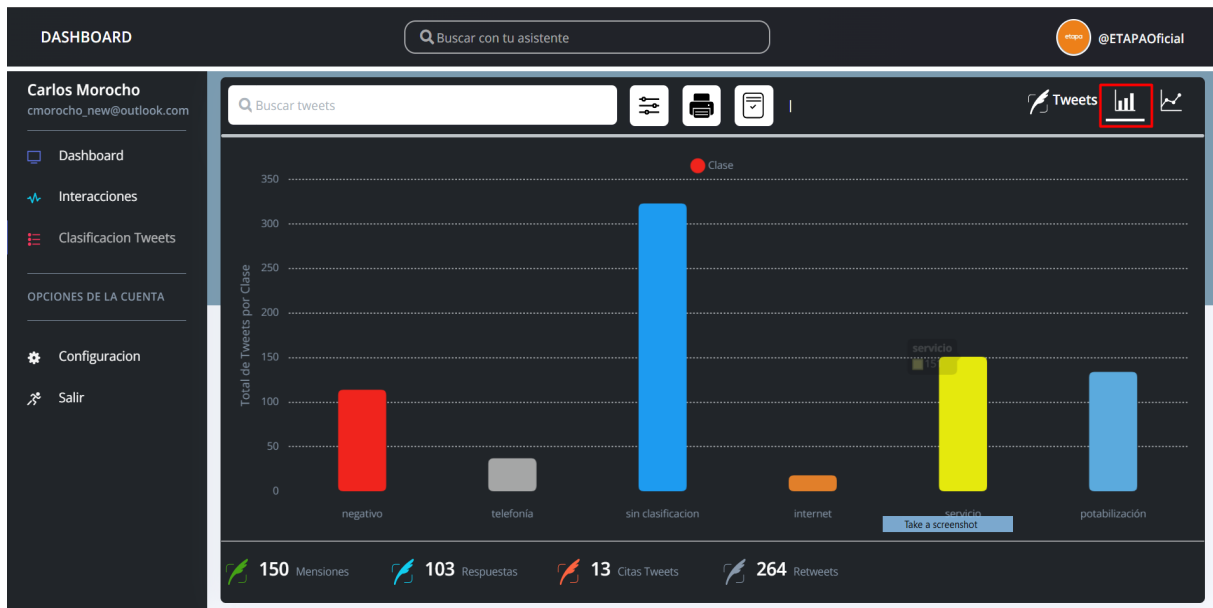 DASHBOARD
Buscar con tu asistente
etapa
@ETAPAOficial
Carlos Morocho
cmorocho_new@outlook.com
Dashboard
Interacciones
Clasificacion Tweets
OPCIONES DE LA CUENTA
Configuracion
Salir
Buscar tweets
Tweets
Clase
Total de Tweets por Clase
350
300
250
200
150
100
50
0
servicio
negativo
telefonía
sin clasificacion
internet
servicio
potabilización
Take a screenshot
150 Menciones
103 Respuestas
13 Citas Tweets
264 Retweets